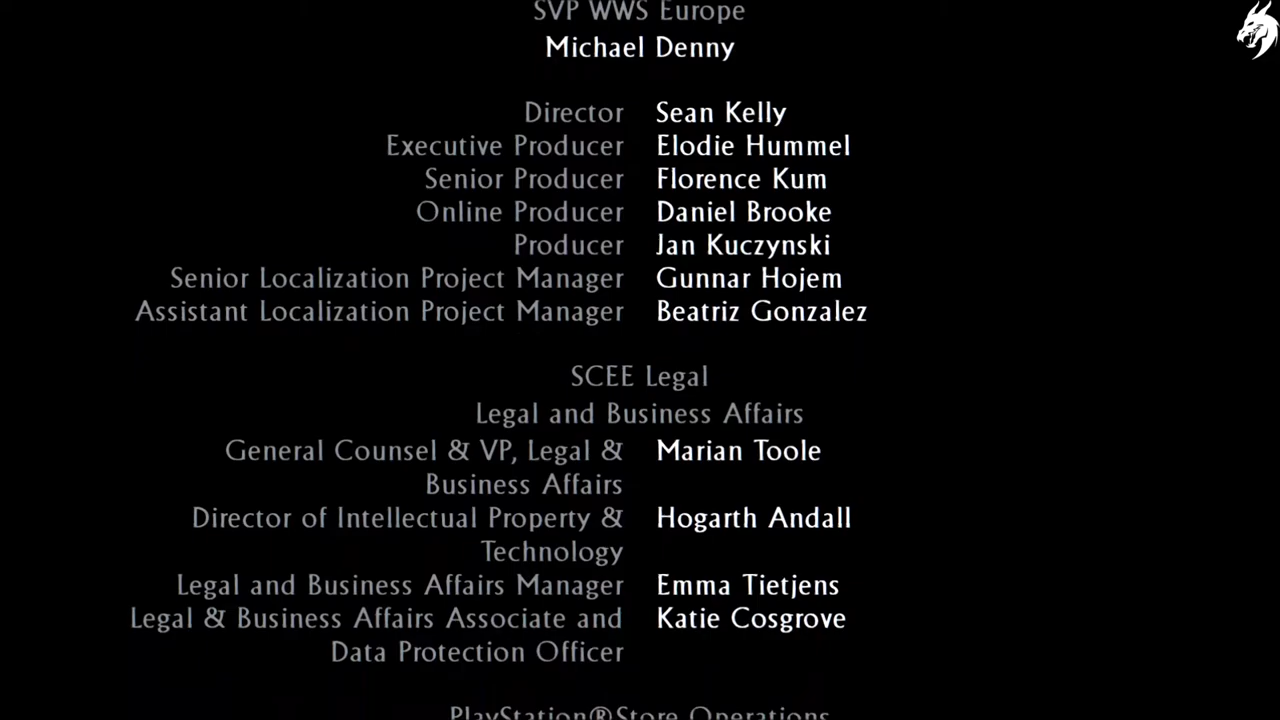 SVP WWS Europe
Michael Denny
Director Sean Kelly
Executive Producer Elodie Hummel
Senior Producer Florence Kum
Online Producer Daniel Brooke
Producer Jan Kuczynski
Senior Localization Project Manager Gunnar Hojem
Assistant Localization Project Manager Beatriz Gonzalez
SCEE Legal
Legal and Business Affairs
General Counsel & VP, Legal & Marian Toole
Business Affairs
Director of Intellectual Property & Hogarth Andall
Technology
Legal and Business Affairs Manager Emma Tietjens
Legal & Business Affairs Associate and Katie Cosgrove
Data Protection Officer
PlayStation®Store Operations